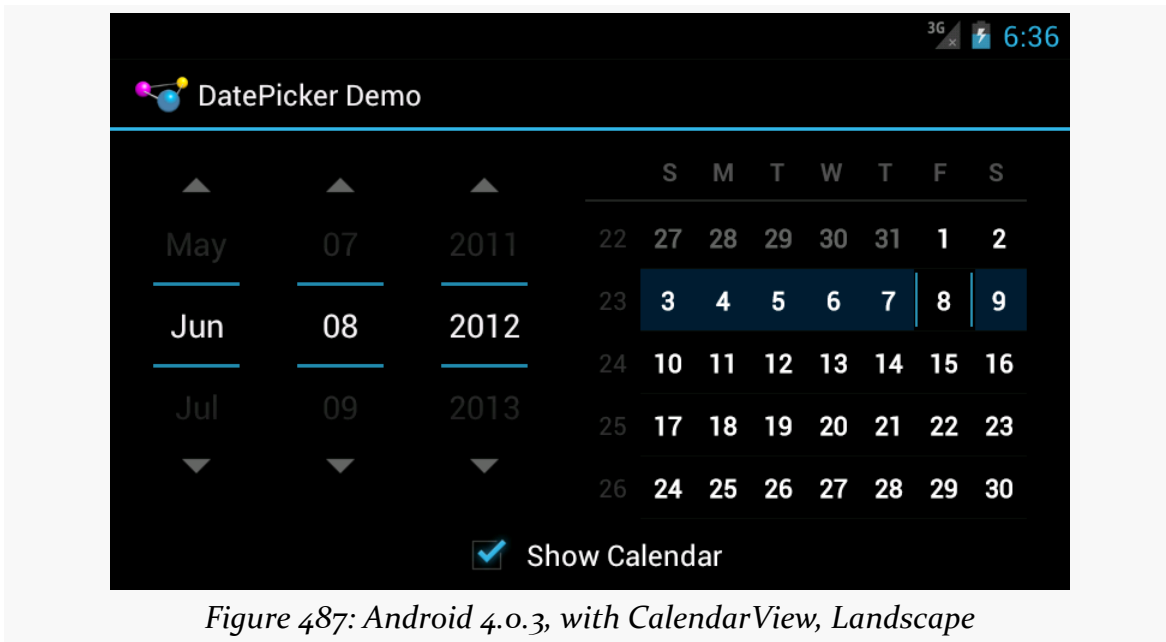 3G 6:36
DatePicker Demo
S M T W T F S
May 07 2011
22 27 28 29 30 31 1 2
Jun 08 2012
23 3 4 5 6 7 8 9
24 10 11 12 13 14 15 16
Jul 09 2013
25 17 18 19 20 21 22 23
26 24 25 26 27 28 29 30
Show Calendar
Figure 487: Android 4.0.3, with CalendarView, Landscape